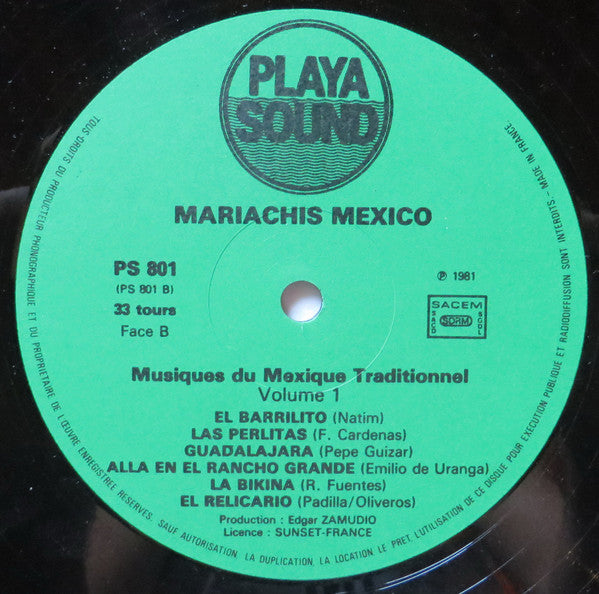 PLAYA
SOUND
MARIACHIS MEXICO
PS 801
(PS 801 B)
33 tours
Face B
℗ 1981
SACEM
SACD
SDRM
SGDL
Musiques du Mexique Traditionnel
Volume 1
EL BARRILITO (Natim)
LAS PERLITAS (F. Cardenas)
GUADALAJARA (Pepe Guizar)
ALLA EN EL RANCHO GRANDE (Emilio de Uranga)
LA BIKINA (R. Fuentes)
EL RELICARIO (Padilla/Oliveros)
Production : Edgar ZAMUDIO
Licence : SUNSET-FRANCE
TOUS DROITS DU PRODUCTEUR PHONOGRAPHIQUE ET DU PROPRIETAIRE DE L'ŒUVRE ENREGISTREE RESERVES. SAUF AUTORISATION, LA DUPLICATION, LA LOCATION LE PRET, L'UTILISATION DE CE DISQUE POUR EXECUTION PUBLIQUE ET RADIODIFFUSION SONT INTERDITS - MADE IN FRANCE